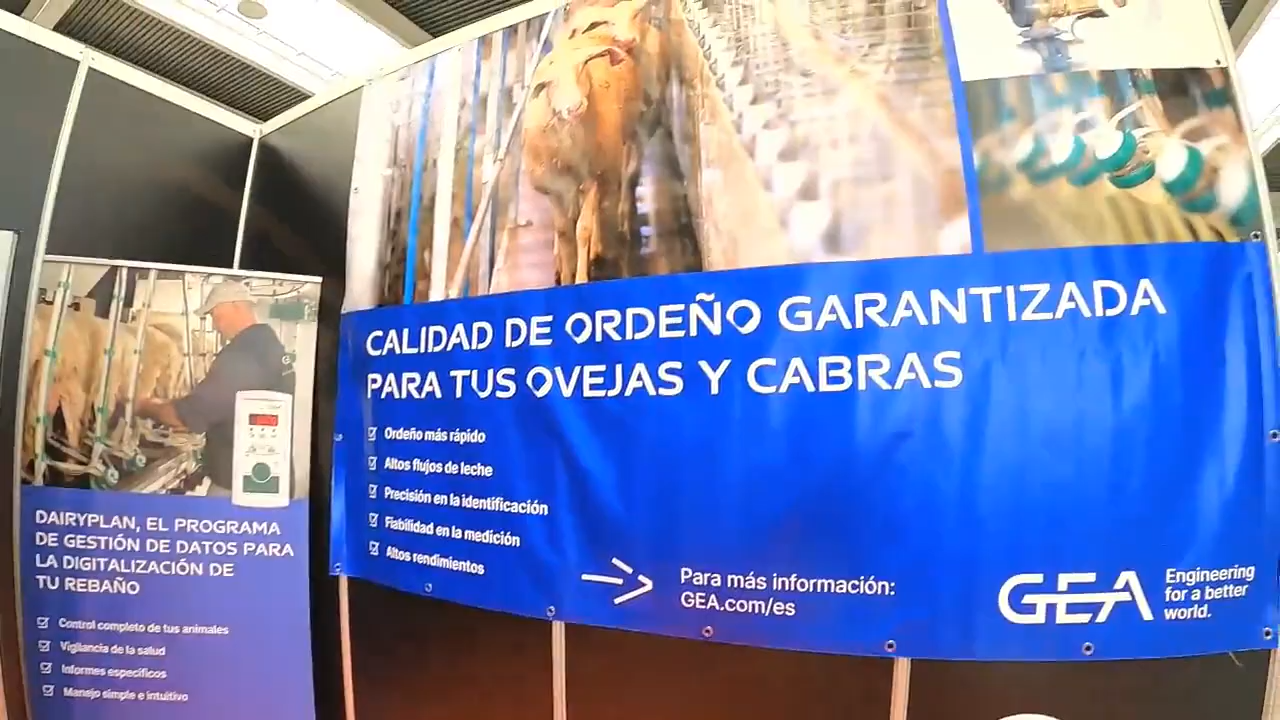 CALIDAD DE ORDEÑO GARANTIZADA
PARA TUS OVEJAS Y CABRAS
Ordeño más rápido
Altos flujos de leche
Precisión en la identificación
Fiabilidad en la medición
Altos rendimientos
Para más información:
GEA.com/es
GEA
Engineering
for a better
world.
DAIRYPLAN, EL PROGRAMA
DE GESTIÓN DE DATOS PARA
LA DIGITALIZACIÓN DE
TU REBAÑO
Control completo de tus animales
Vigilancia de la salud
Informes específicos
Manejo simple e intuitivo